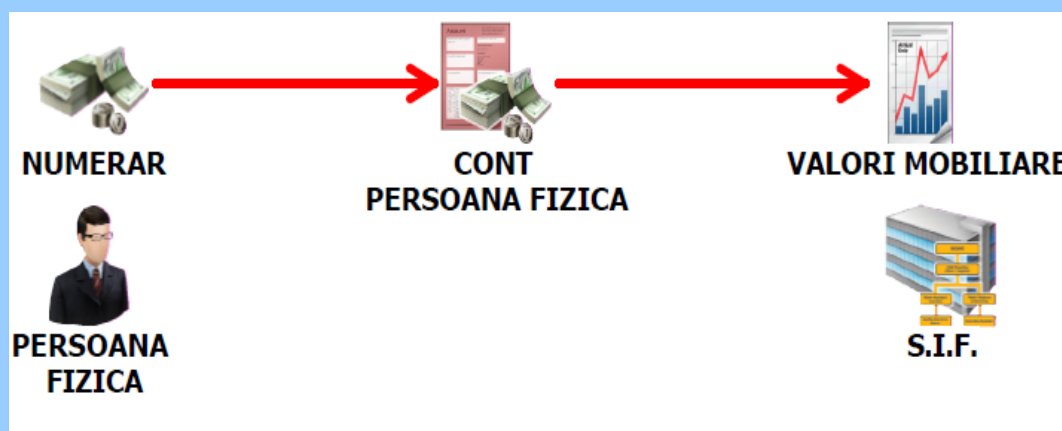 NUMERAR
CONT
PERSOANA FIZICA
VALORI MOBILIARE
PERSOANA
FIZICA
S.I.F.